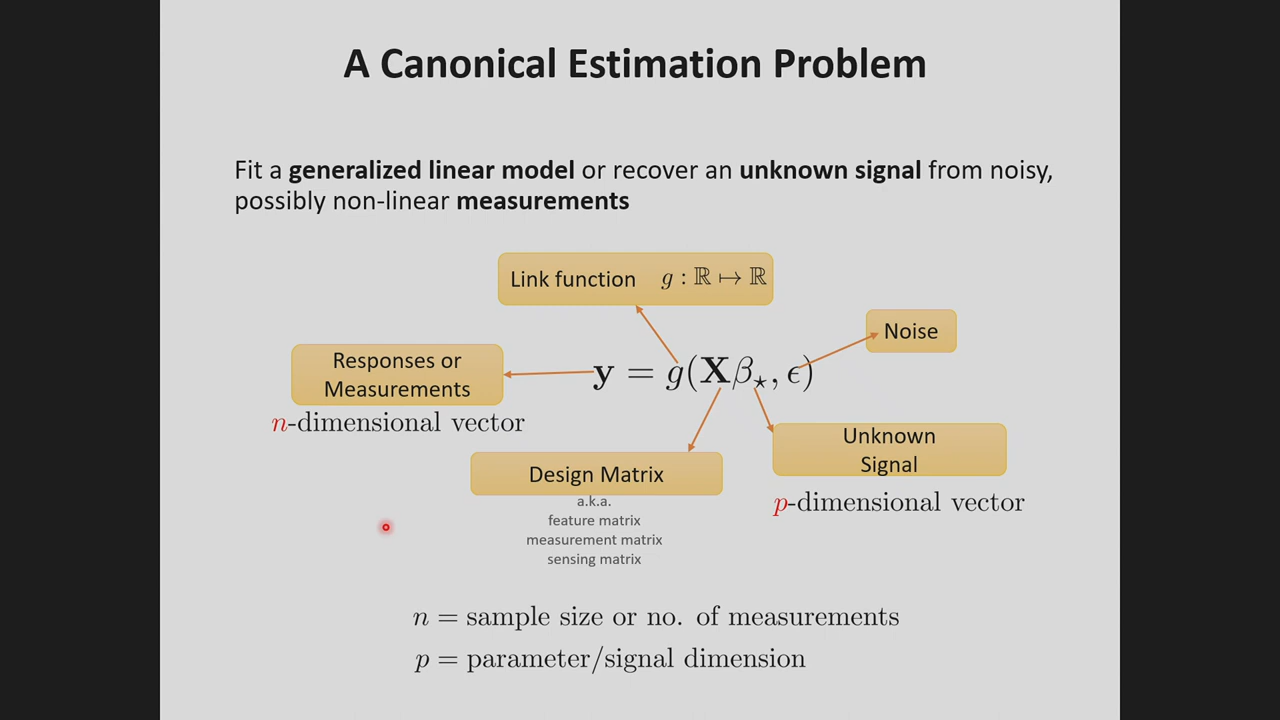 A Canonical Estimation Problem
Fit a generalized linear model or recover an unknown signal from noisy,
possibly non-linear measurements
Link function g : ℝ ↦ ℝ
Noise
Responses or
Measurements
y = g(Xβ⋆, ϵ)
n-dimensional vector
Unknown
Signal
Design Matrix
p-dimensional vector
a.k.a.
feature matrix
measurement matrix
sensing matrix
n = sample size or no. of measurements
p = parameter/signal dimension